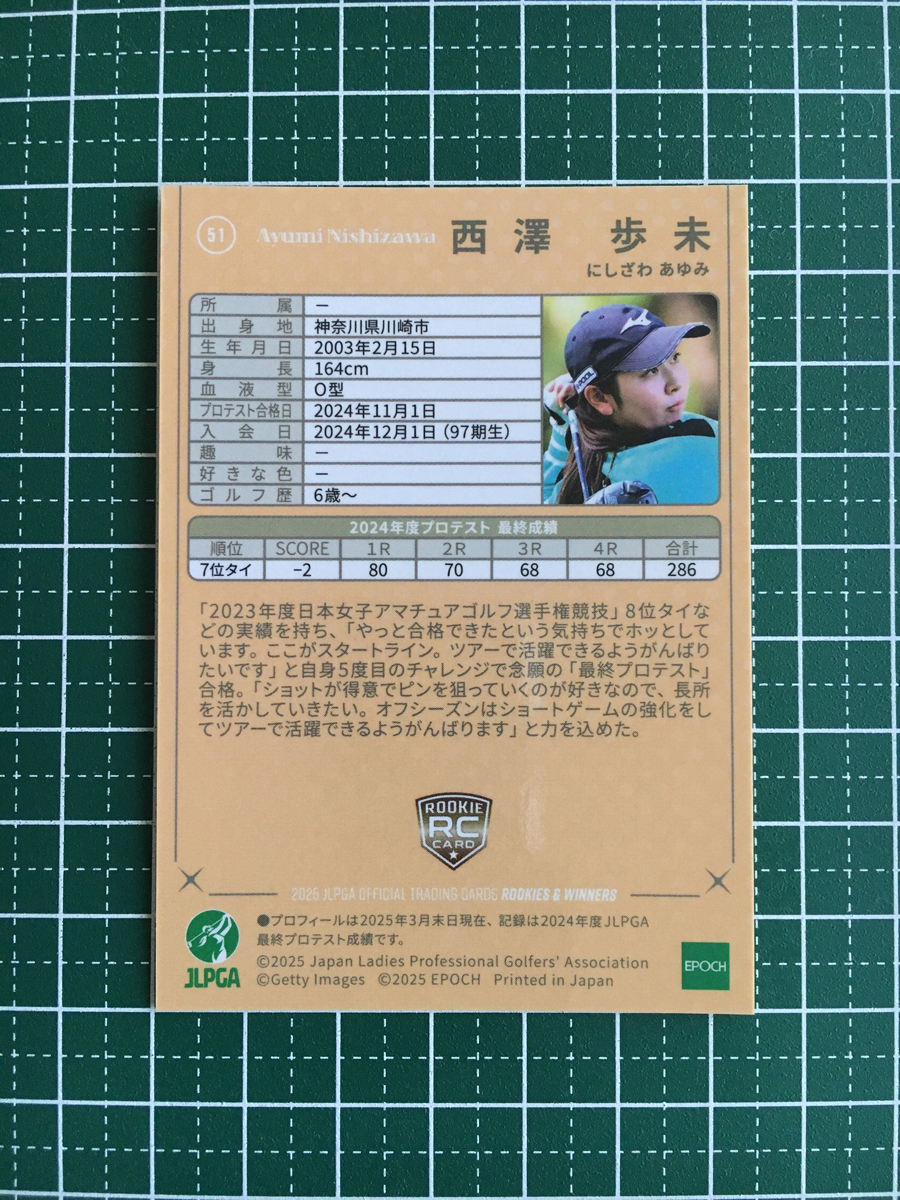 51 Ayumi Nishizawa 西澤 歩未
にしざわ あゆみ
所属 −
出身地 神奈川県川崎市
生年月日 2003年2月15日
身長 164cm
血液型 O型
プロテスト合格日 2024年11月1日
入会日 2024年12月1日（97期生）
趣味 −
好きな色 −
ゴルフ歴 6歳〜
2024年度プロテスト 最終成績
順位 SCORE 1R 2R 3R 4R 合計
7位タイ −2 80 70 68 68 286
「2023年度日本女子アマチュアゴルフ選手権競技」8位タイな
どの実績を持ち、「やっと合格できたという気持ちでホッとして
います。ここがスタートライン。ツアーで活躍できるようがんばり
たいです」と自身5度目のチャレンジで念願の「最終プロテスト」
合格。「ショットが得意でピンを狙っていくのが好きなので、長所
を活かしていきたい。オフシーズンはショートゲームの強化をし
てツアーで活躍できるようがんばります」と力を込めた。
ROOKIE
RC
CARD
2025 JLPGA OFFICIAL TRADING CARDS ROOKIES & WINNERS
●プロフィールは2025年3月末日現在、記録は2024年度JLPGA
最終プロテスト成績です。
©2025 Japan Ladies Professional Golfers' Association
©Getty Images ©2025 EPOCH Printed in Japan
JLPGA
EPOCH